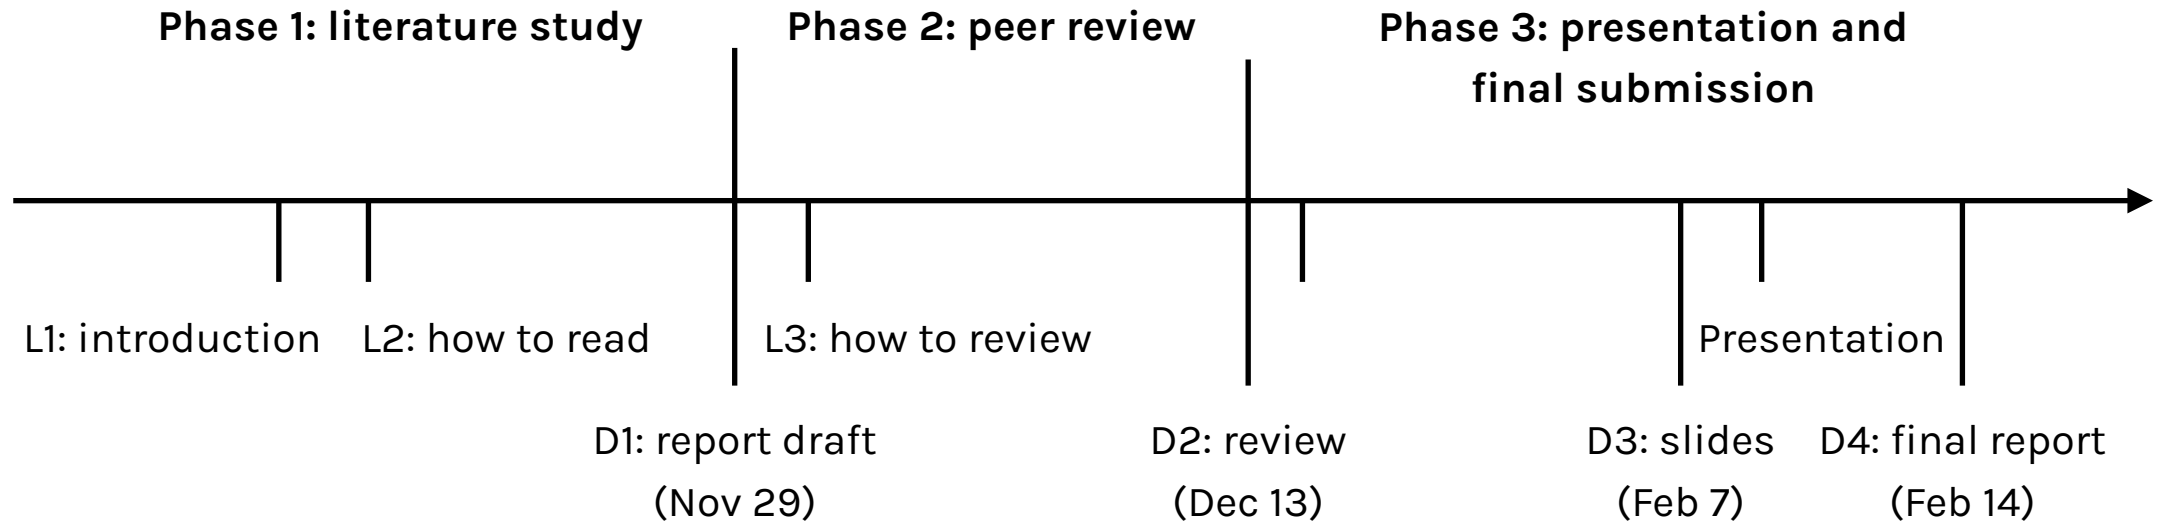 Phase 1: literature study
Phase 2: peer review
Phase 3: presentation and
final submission
L1: introduction
L2: how to read
L3: how to review
Presentation
D1: report draft
(Nov 29)
D2: review
(Dec 13)
D3: slides
(Feb 7)
D4: final report
(Feb 14)